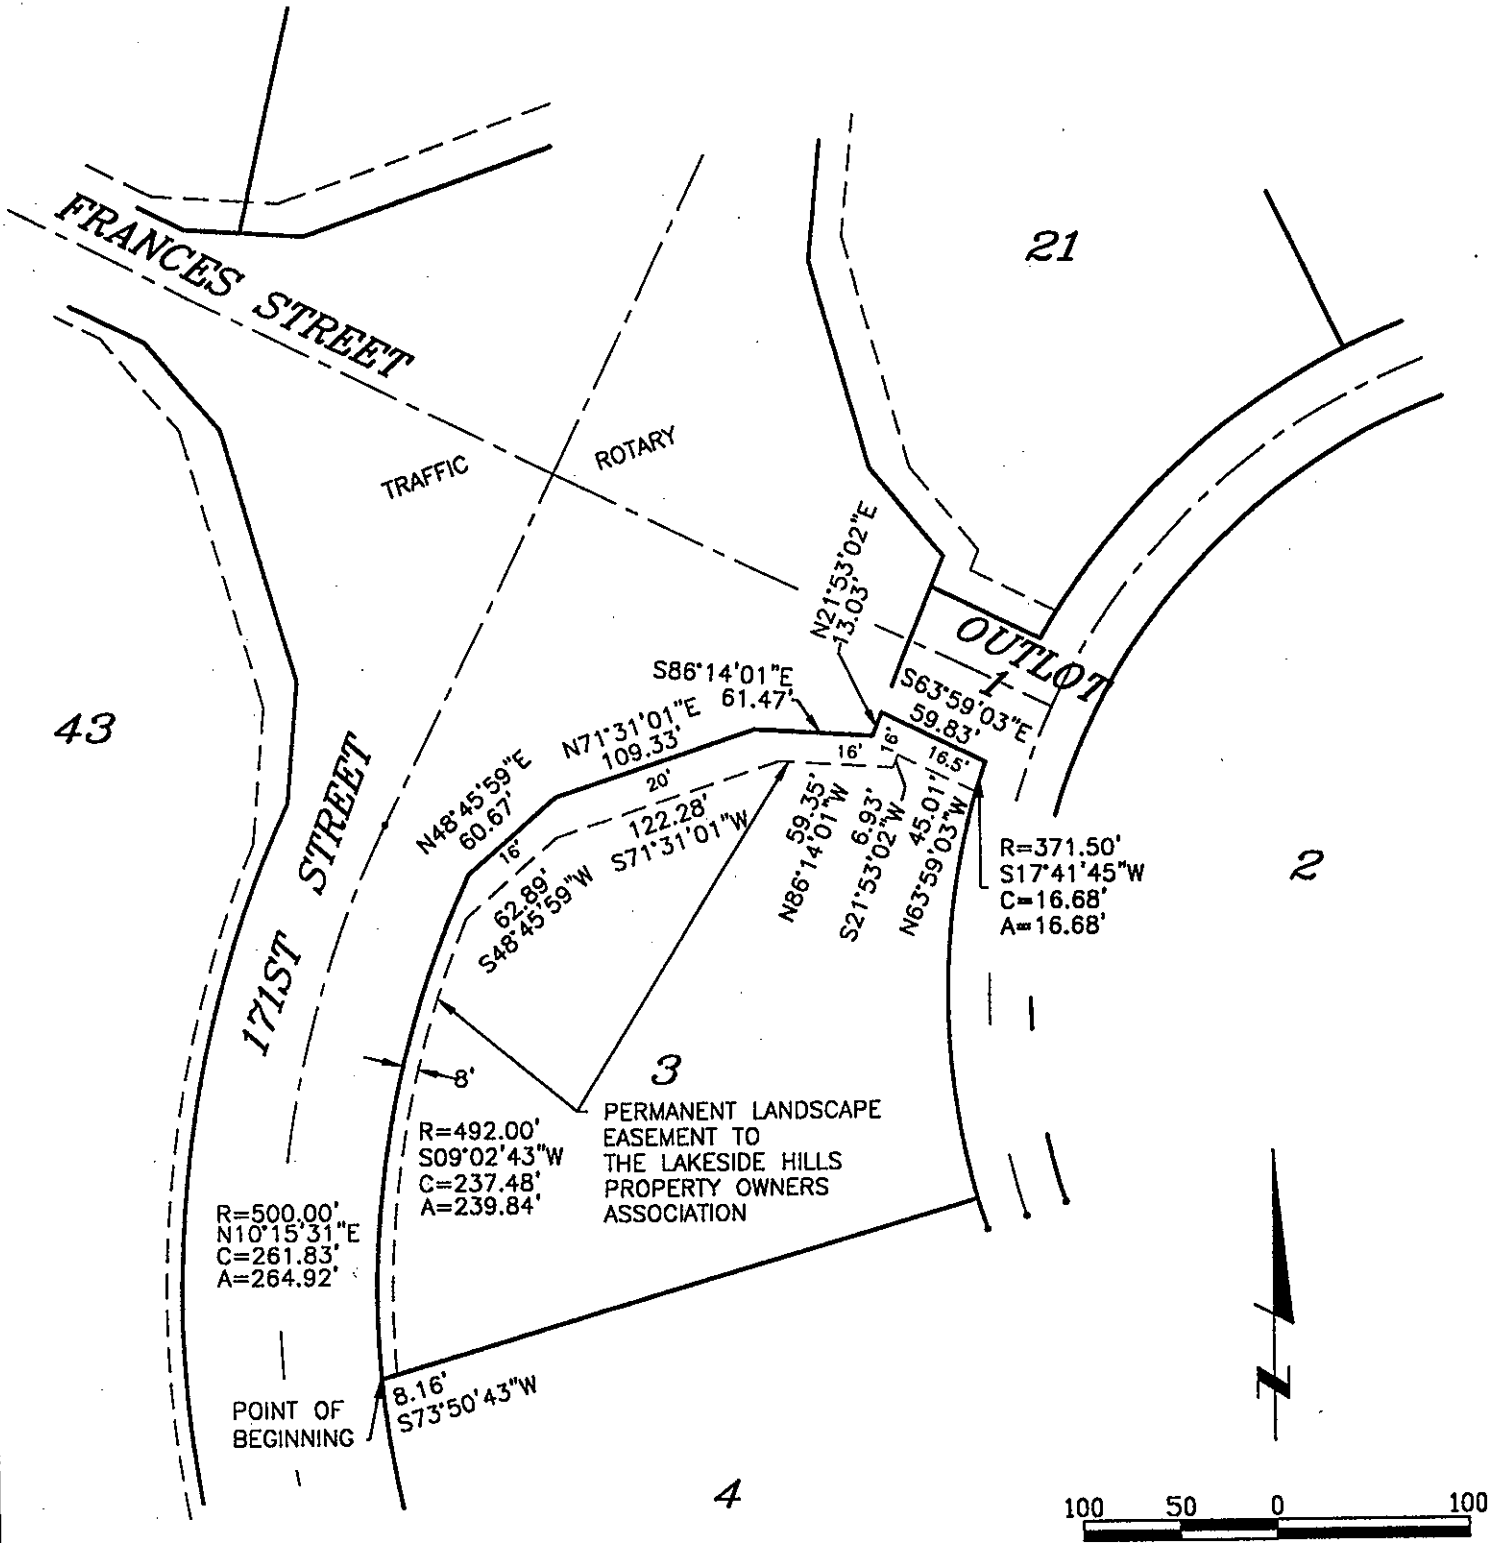 FRANCES STREET
21
TRAFFIC
ROTARY
N21°53'02"E
13.03'
OUTLOT
1
S86°14'01"E
61.47'
S63°59'03"E
59.83'
43
N71°31'01"E
109.33'
N48°45'59"E
60.67'
16'
16'
16.5'
20'
16'
122.28'
S71°31'01"W
62.89'
S48°45'59"W
59.35'
N86°14'01"W
6.93'
S21°53'02"W
45.01'
N63°59'03"W
R=371.50'
S17°41'45"W
C=16.68'
A=16.68'
2
171ST STREET
8'
3
PERMANENT LANDSCAPE
EASEMENT TO
THE LAKESIDE HILLS
PROPERTY OWNERS
ASSOCIATION
R=492.00'
S09°02'43"W
C=237.48'
A=239.84'
R=500.00'
N10°15'31"E
C=261.83'
A=264.92'
8.16'
S73°50'43"W
POINT OF
BEGINNING
4
N
100 50 0 100